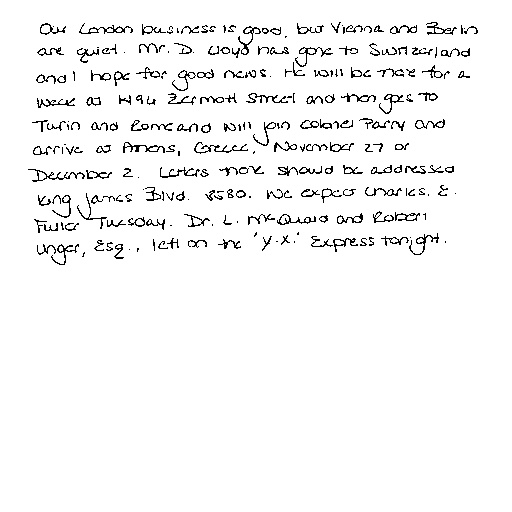 Our London business is good, but Vienna and Berlin
are quiet. Mr. D. Lloyd has gone to Switzerland
and I hope for good news. He will be there for a
week at 1496 Zermott Street and then goes to
Turin and Rome and will join Colonel Parry and
arrive at Athens, Greece, November 27 or
December 2. Letters there should be addressed
King James Blvd. 8580. We expect Charles. E.
Fuller Tuesday. Dr. L. McQuaid and Robert
Unger, Esq., left on the 'Y.X.' Express tonight.